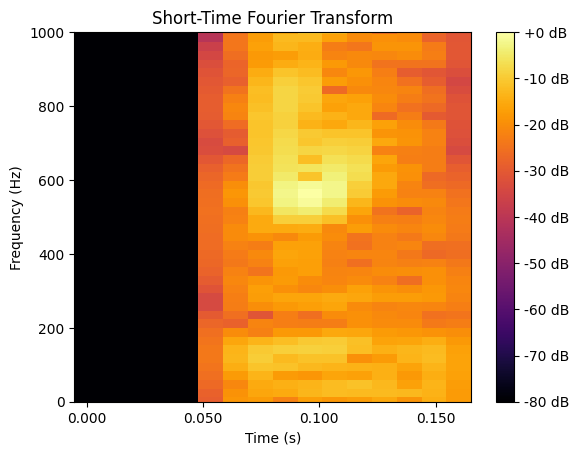 Short-Time Fourier Transform
1000
800
600
400
200
0
Frequency (Hz)
0.000
0.050
0.100
0.150
Time (s)
+0 dB
-10 dB
-20 dB
-30 dB
-40 dB
-50 dB
-60 dB
-70 dB
-80 dB